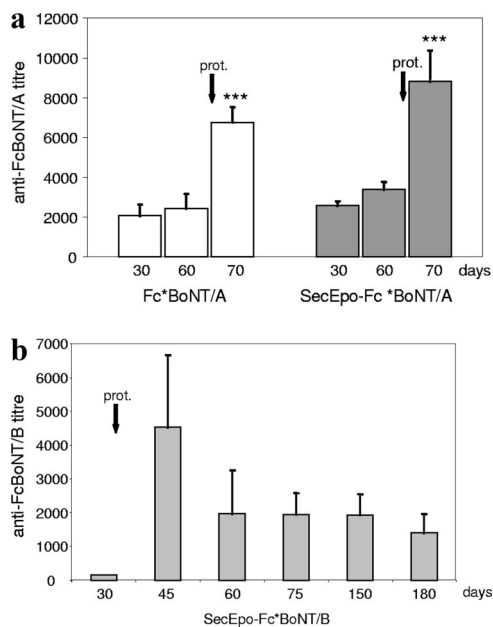 a
anti-FcBoNT/A titre
12000
10000
8000
6000
4000
2000
0
prot.
***
prot.
***
30 60 70 30 60 70 days
Fc*BoNT/A SecEpo-Fc *BoNT/A
b
anti-FcBoNT/B titre
7000
6000
5000
4000
3000
2000
1000
0
prot.
30 45 60 75 150 180 days
SecEpo-Fc*BoNT/B